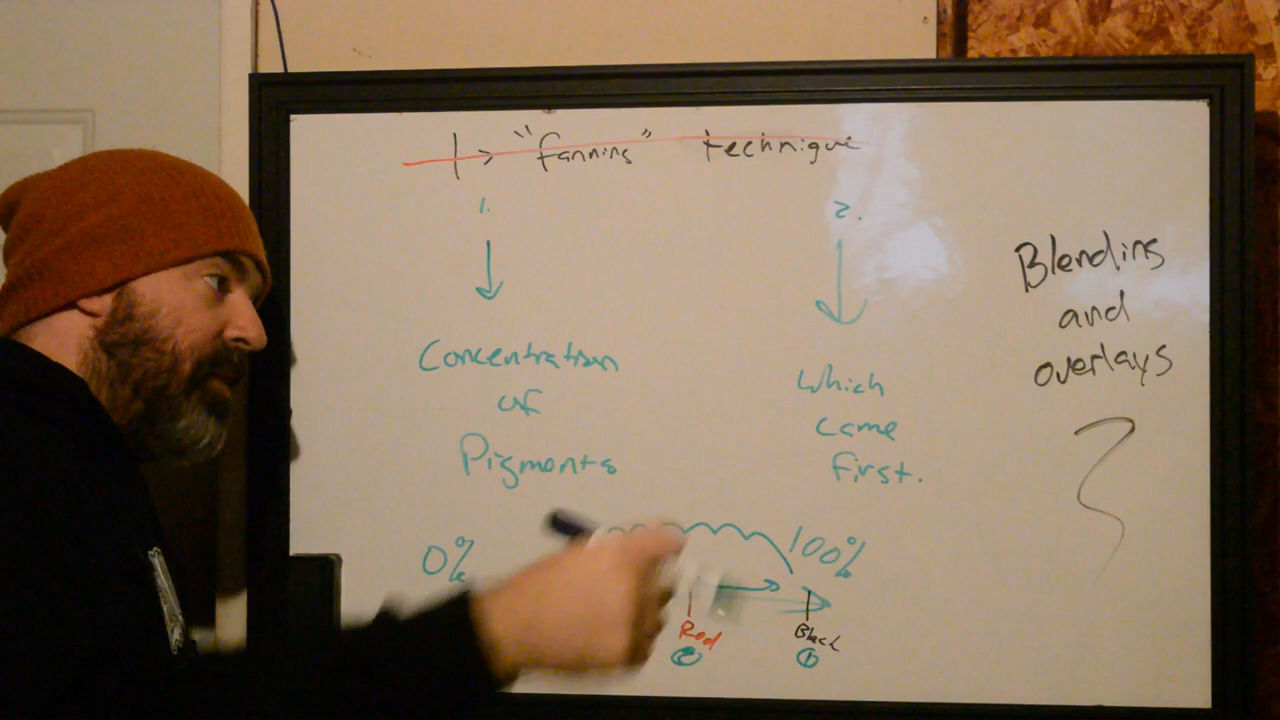 1 > "fanning" technique
1.
2.
Concentration
of
Pigments
Which
came
first.
Blending
and
overlays
0%
100%
Red
Black
2
1